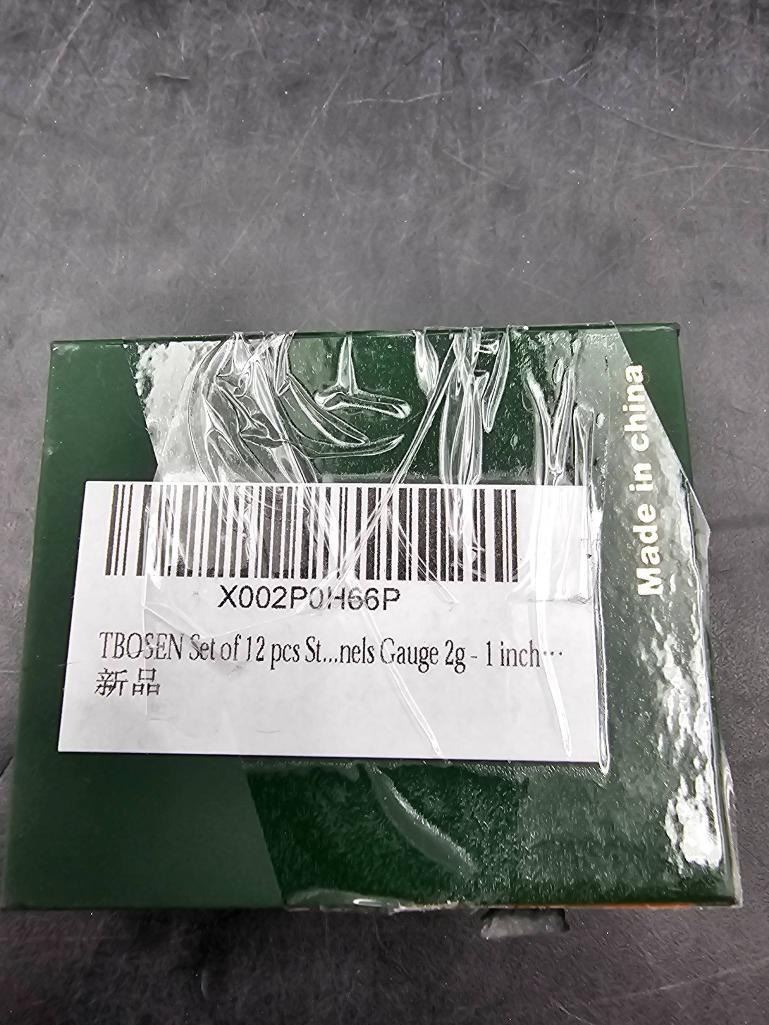 Made in china
X002P0H66P
TBOSEN Set of 12 pcs St...nels Gauge 2g - 1 inch…
新品